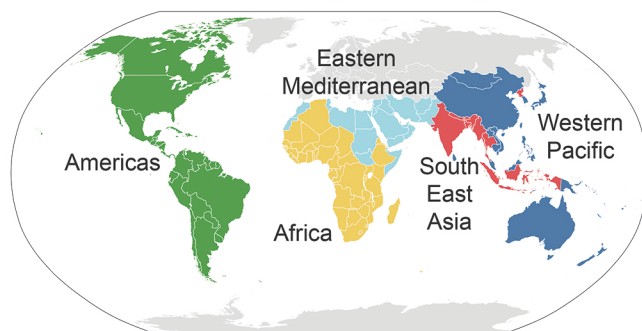 Eastern
Mediterranean
Western
Pacific
Americas
South
East
Asia
Africa